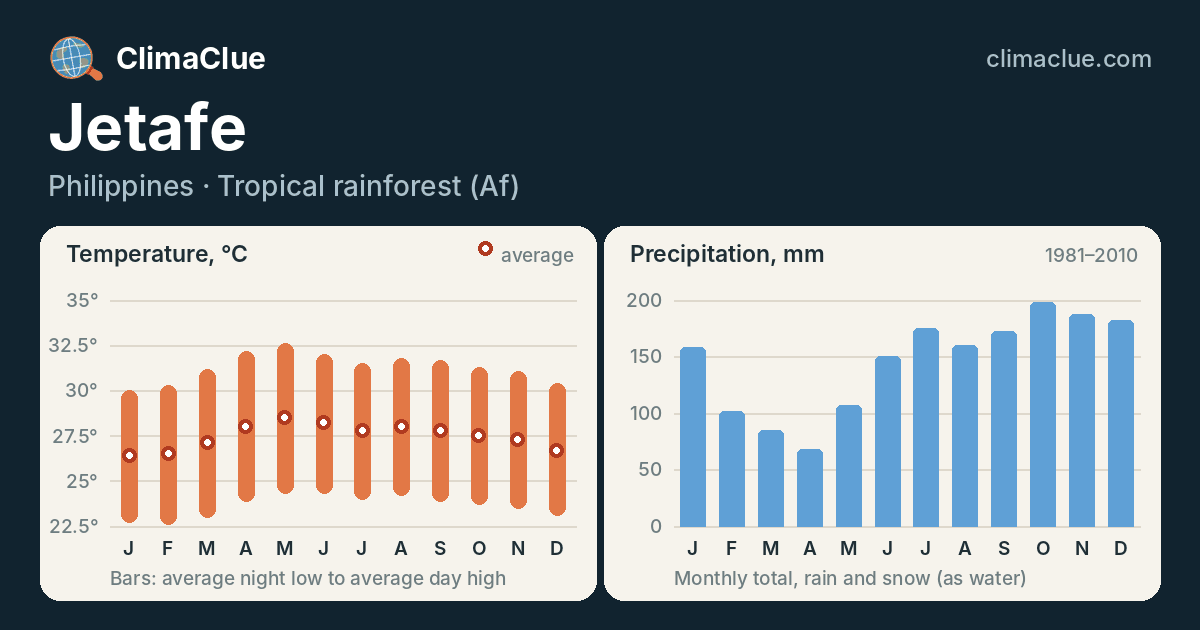 ClimaClue
climaclue.com
Jetafe
Philippines · Tropical rainforest (Af)
Temperature, °C
average
35°
32.5°
30°
27.5°
25°
22.5°
J F M A M J J A S O N D
Bars: average night low to average day high
Precipitation, mm
1981–2010
200
150
100
50
0
J F M A M J J A S O N D
Monthly total, rain and snow (as water)